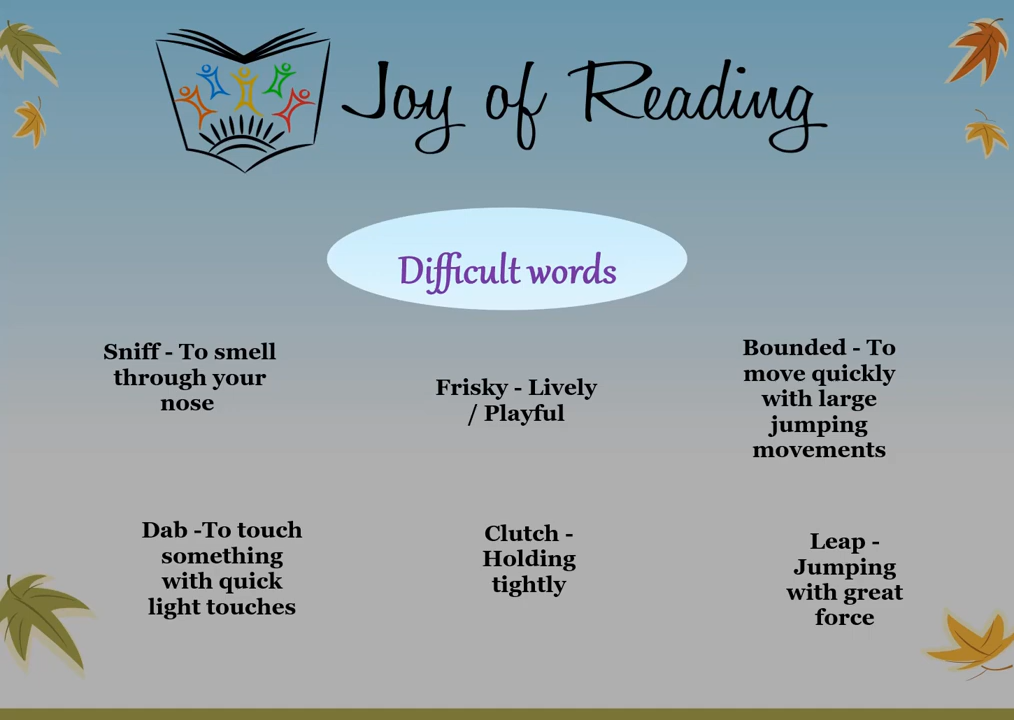 Joy of Reading
Difficult words
Sniff - To smell
through your
nose
Frisky - Lively
/ Playful
Bounded - To
move quickly
with large
jumping
movements
Dab -To touch
something
with quick
light touches
Clutch -
Holding
tightly
Leap -
Jumping
with great
force